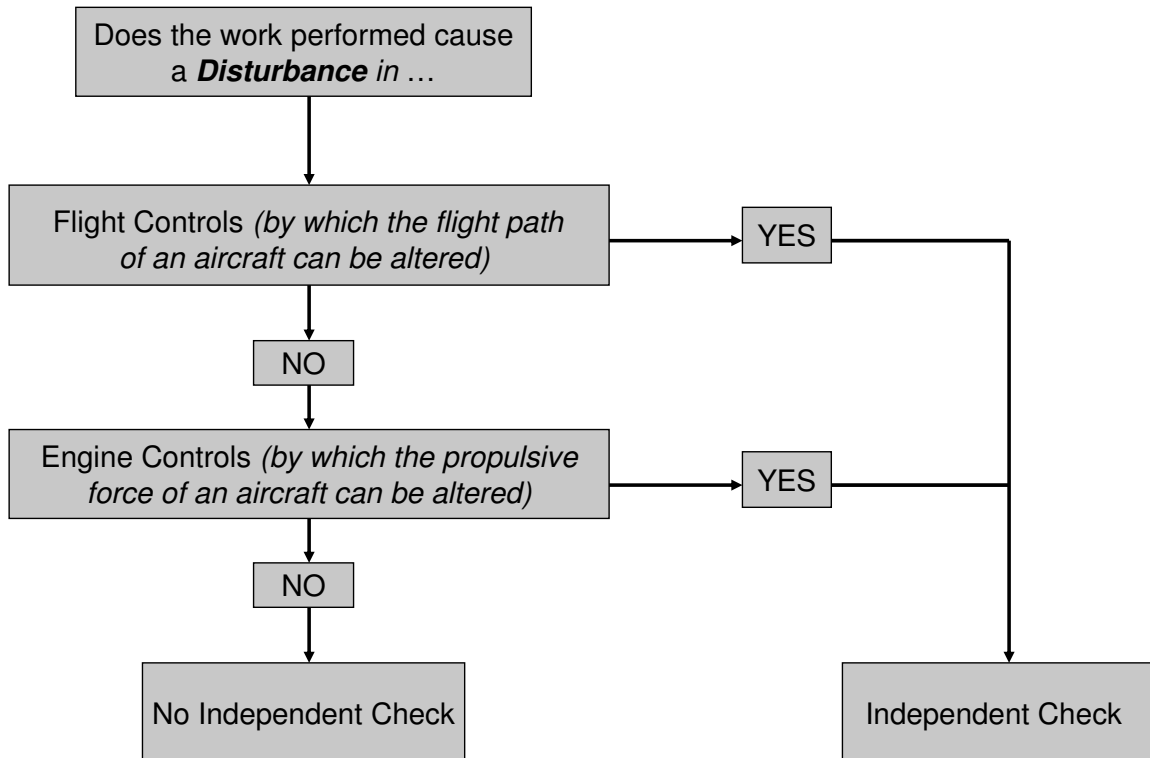 Does the work performed cause
a Disturbance in …
Flight Controls (by which the flight path
of an aircraft can be altered)
YES
NO
Engine Controls (by which the propulsive
force of an aircraft can be altered)
YES
NO
No Independent Check
Independent Check